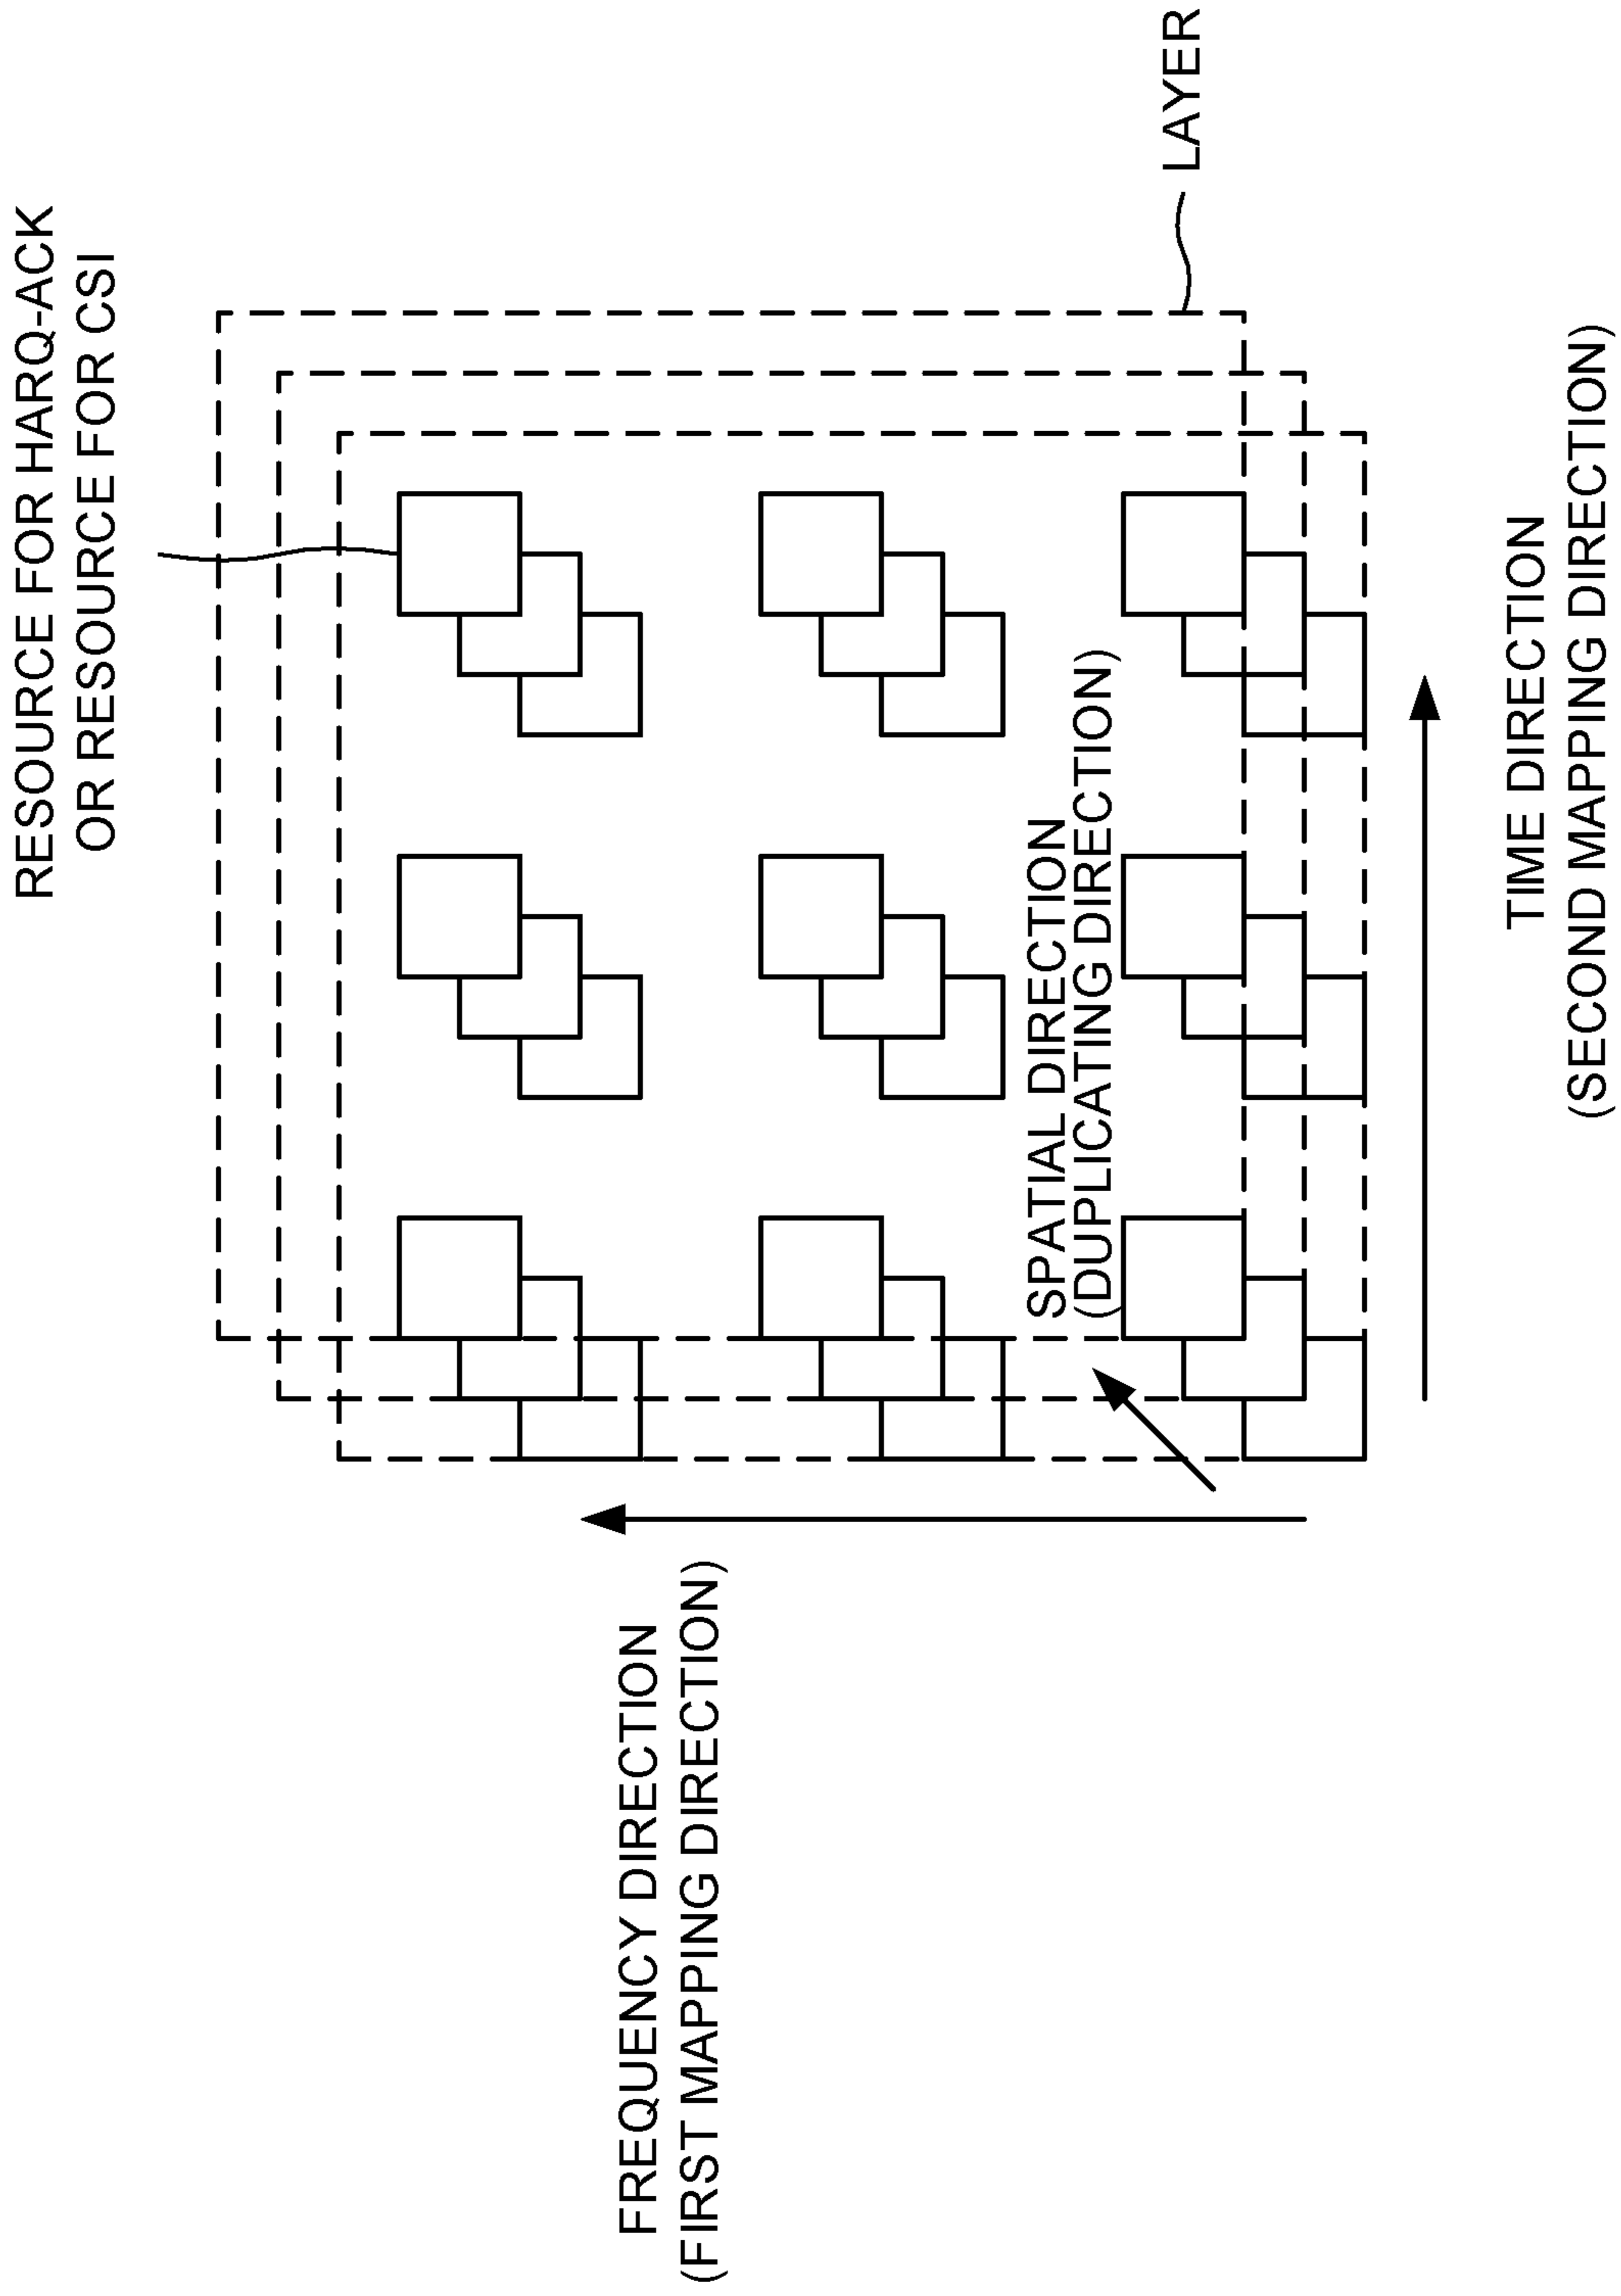 RESOURCE FOR HARQ-ACK
OR RESOURCE FOR CSI
LAYER
SPATIAL DIRECTION
(DUPLICATING DIRECTION)
TIME DIRECTION
(SECOND MAPPING DIRECTION)
FREQUENCY DIRECTION
(FIRST MAPPING DIRECTION)